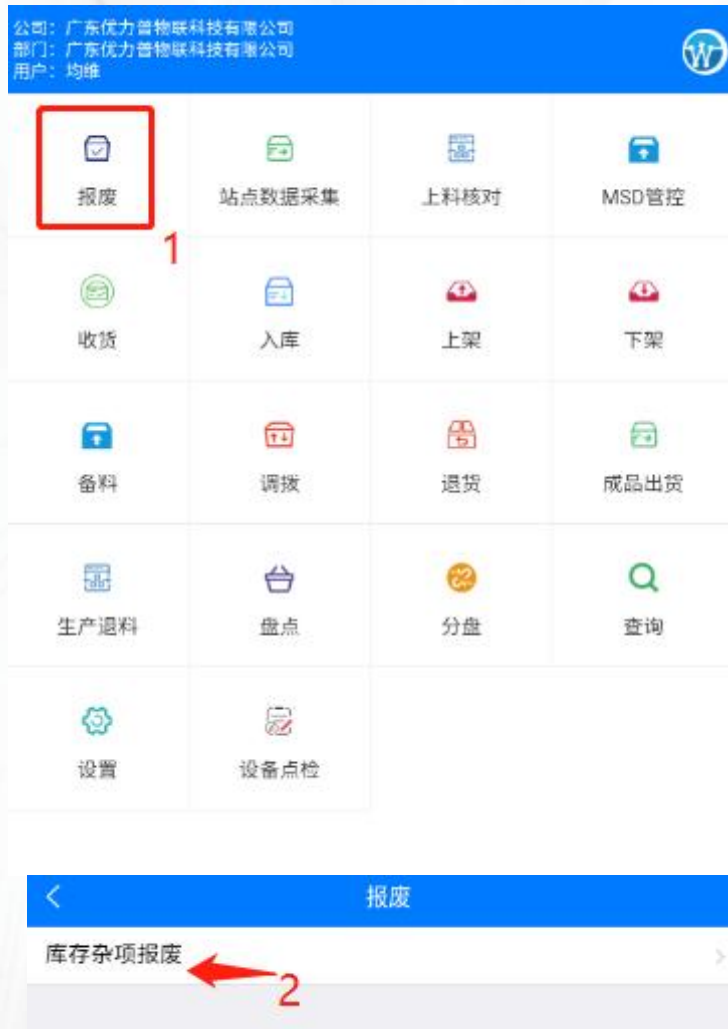 公司：广东优力普物联科技有限公司
部门：广东优力普物联科技有限公司
用户：均维
W
报废
站点数据采集
上料核对
MSD管控
1
收货
入库
上架
下架
备料
调拨
退货
成品出货
生产退料
盘点
分盘
查询
设置
设备点检
报废
库存杂项报废
2